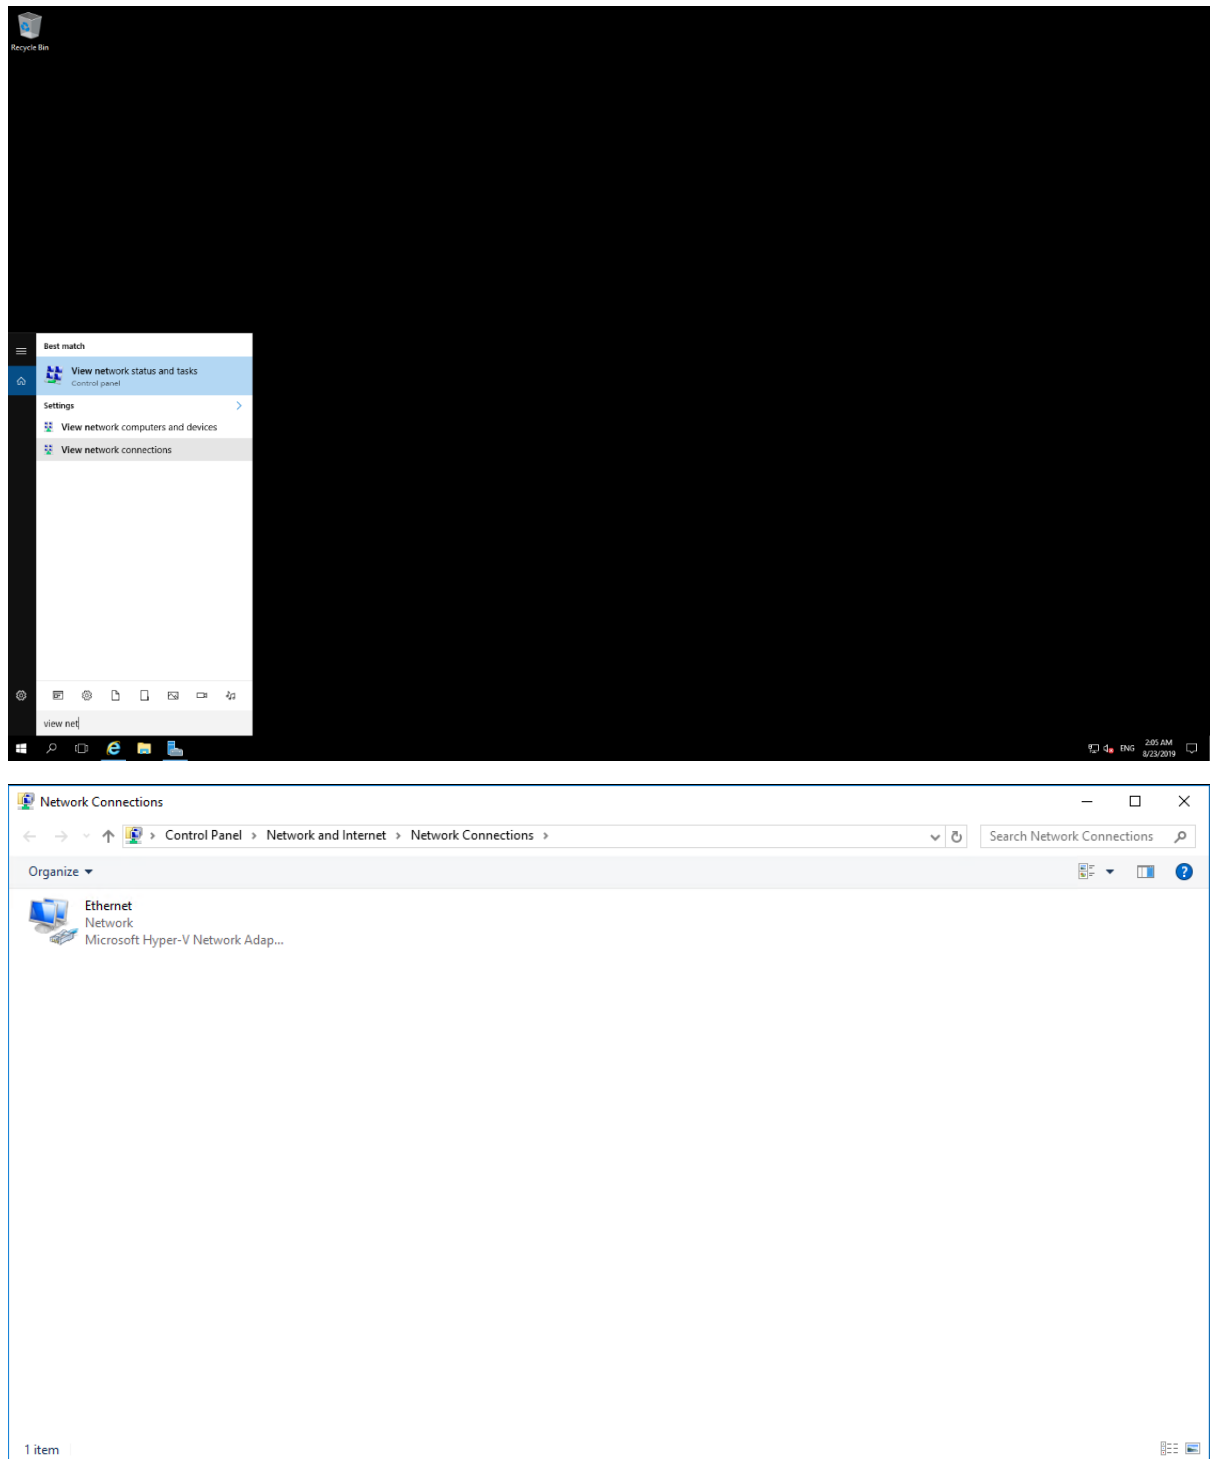 Recycle Bin
Best match
View network status and tasks
Control panel
Settings
View network computers and devices
View network connections
view net
ENG
2:05 AM
8/23/2019
Network Connections
Control Panel > Network and Internet > Network Connections >
Search Network Connections
Organize
Ethernet
Network
Microsoft Hyper-V Network Adap...
1 item